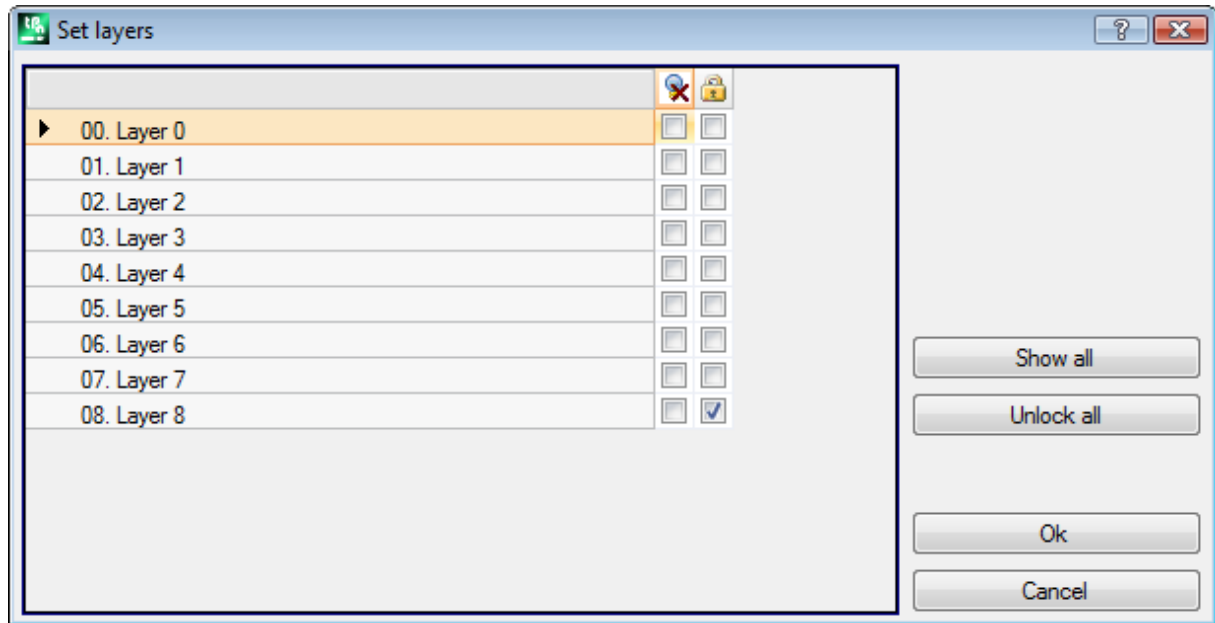 Set layers
00. Layer 0
01. Layer 1
02. Layer 2
03. Layer 3
04. Layer 4
05. Layer 5
06. Layer 6
07. Layer 7
08. Layer 8
Show all
Unlock all
Ok
Cancel